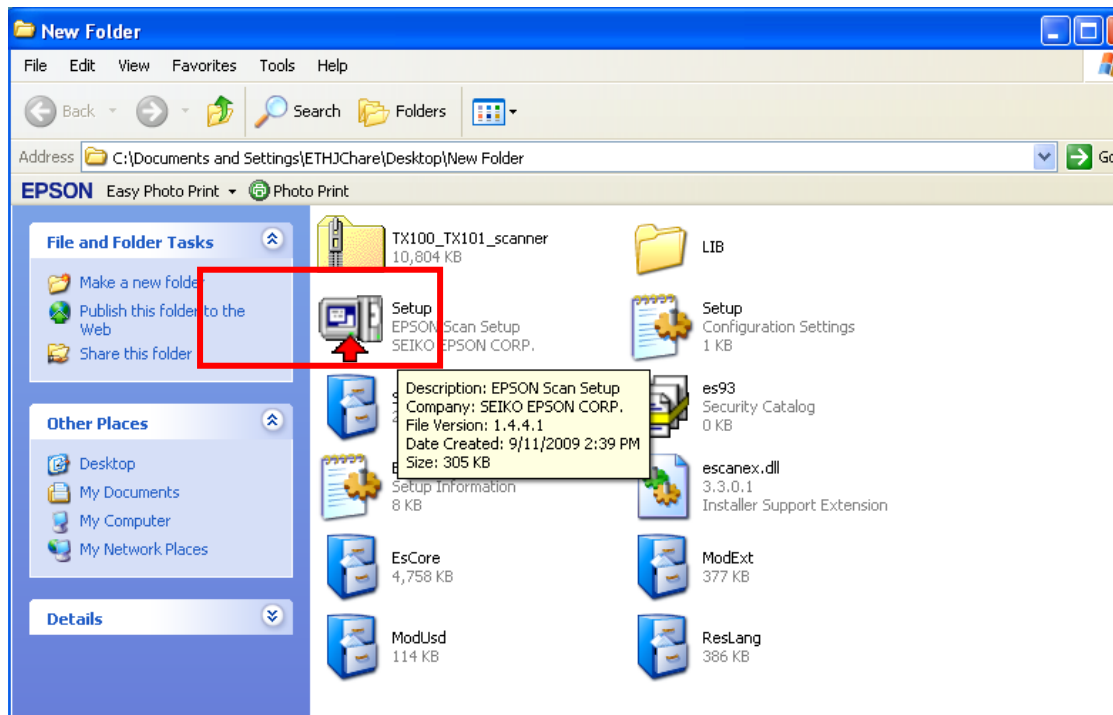 New Folder
File Edit View Favorites Tools Help
Back Search Folders
Address C:\Documents and Settings\ETHJChare\Desktop\New Folder Go
EPSON Easy Photo Print Photo Print
File and Folder Tasks
Make a new folder
Publish this folder to the
Web
Share this folder
Other Places
Desktop
My Documents
My Computer
My Network Places
Details
TX100_TX101_scanner
10,804 KB
LIB
Setup
EPSON Scan Setup
SEIKO EPSON CORP.
Setup
Configuration Settings
1 KB
Description: EPSON Scan Setup
Company: SEIKO EPSON CORP.
File Version: 1.4.4.1
Date Created: 9/11/2009 2:39 PM
Size: 305 KB
es93
Security Catalog
0 KB
Setup Information
8 KB
escanex.dll
3.3.0.1
Installer Support Extension
EsCore
4,758 KB
ModExt
377 KB
ModUsd
114 KB
ResLang
386 KB